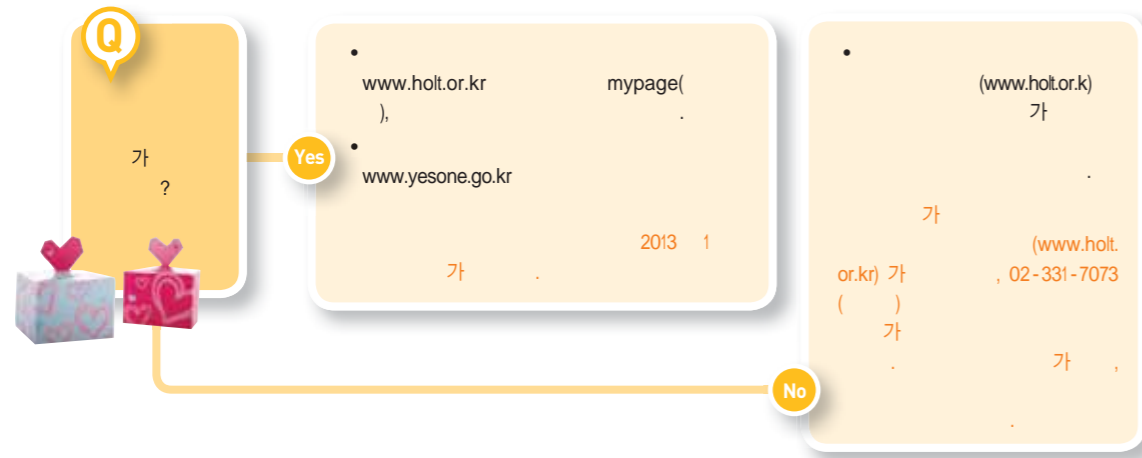 Q
가
?
Yes
•
www.holt.or.kr mypage(
), .
•
www.yesone.go.kr
2013 1
가 .
No
•
(www.holt.or.k)
가
.
가
(www.holt.
or.kr) 가 , 02-331-7073
( )
가
. 가 ,
.